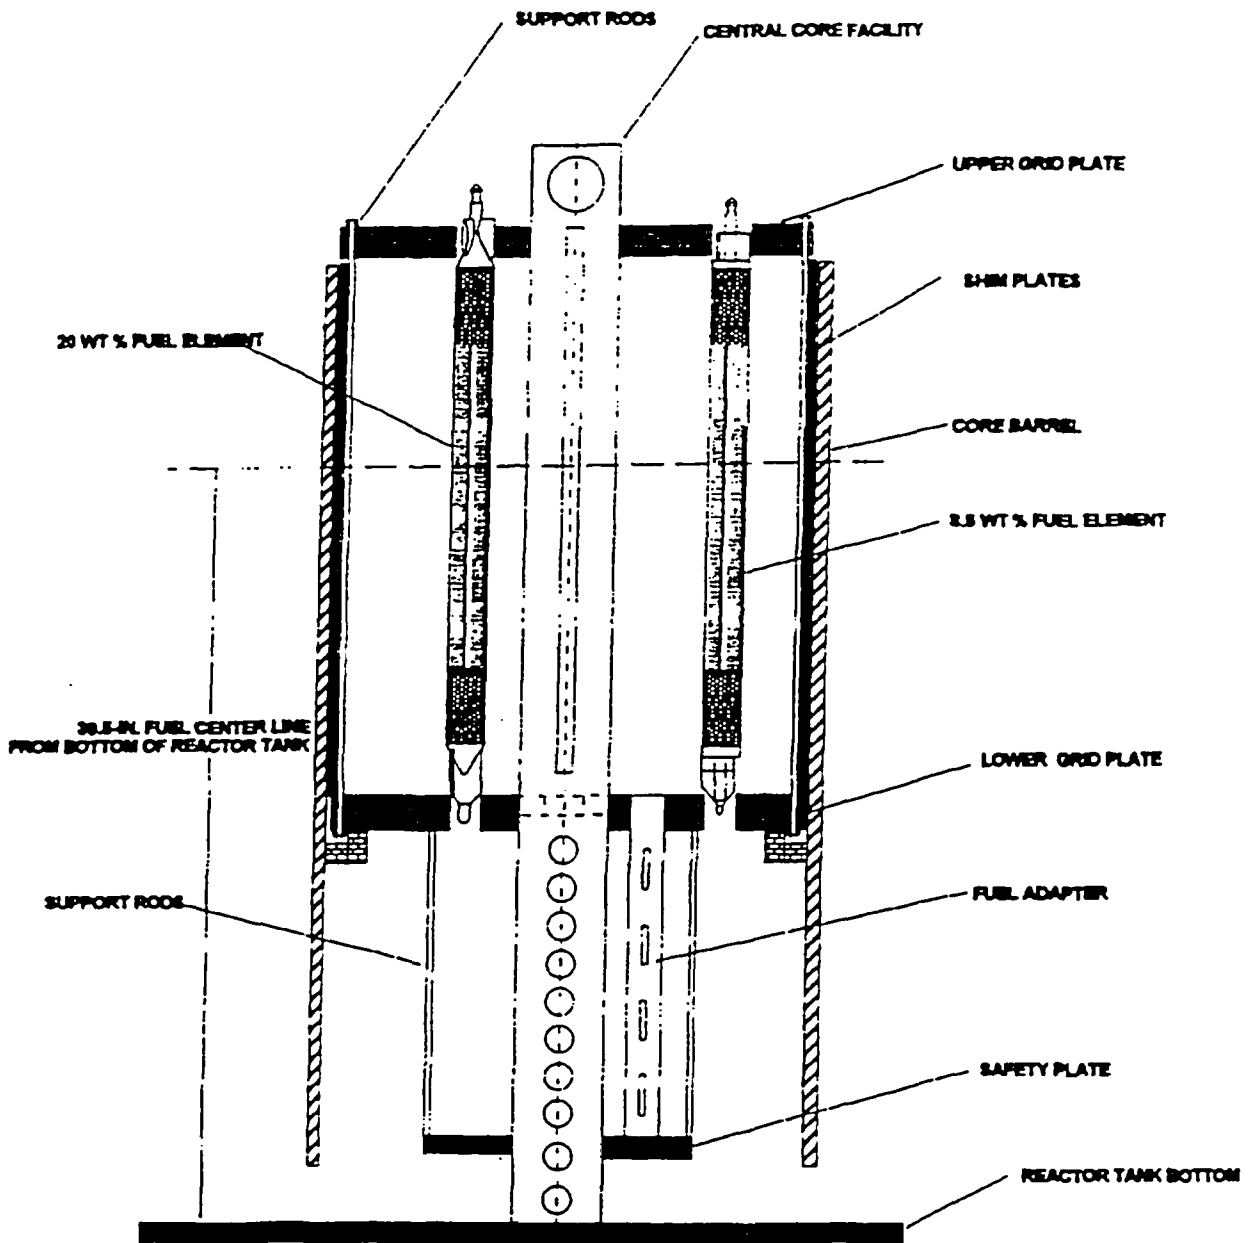 SUPPORT RODS
CENTRAL CORE FACILITY
UPPER GRID PLATE
SHIM PLATES
20 WT % FUEL ELEMENT
CORE BARREL
WT % FUEL ELEMENT
FUEL CENTER LINE
FROM BOTTOM OF REACTOR TANK
LOWER GRID PLATE
SUPPORT RODS
FUEL ADAPTER
SAFETY PLATE
REACTOR TANK BOTTOM